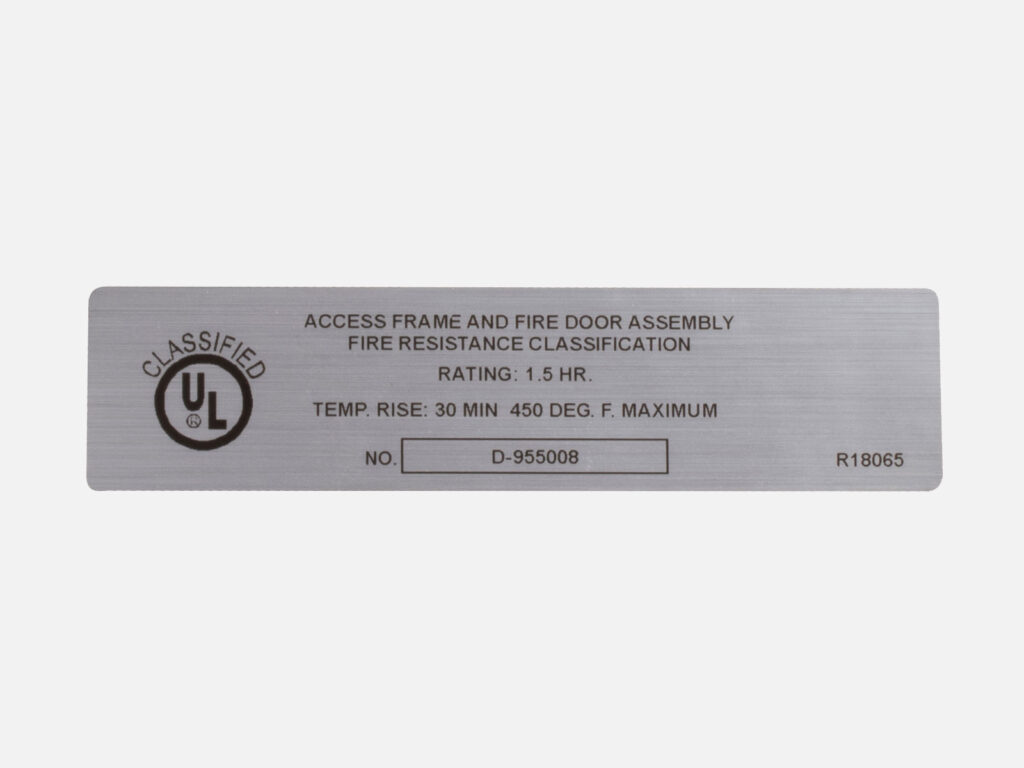 CLASSIFIED
UL
®
ACCESS FRAME AND FIRE DOOR ASSEMBLY
FIRE RESISTANCE CLASSIFICATION
RATING: 1.5 HR.
TEMP. RISE: 30 MIN 450 DEG. F. MAXIMUM
NO. D-955008
R18065